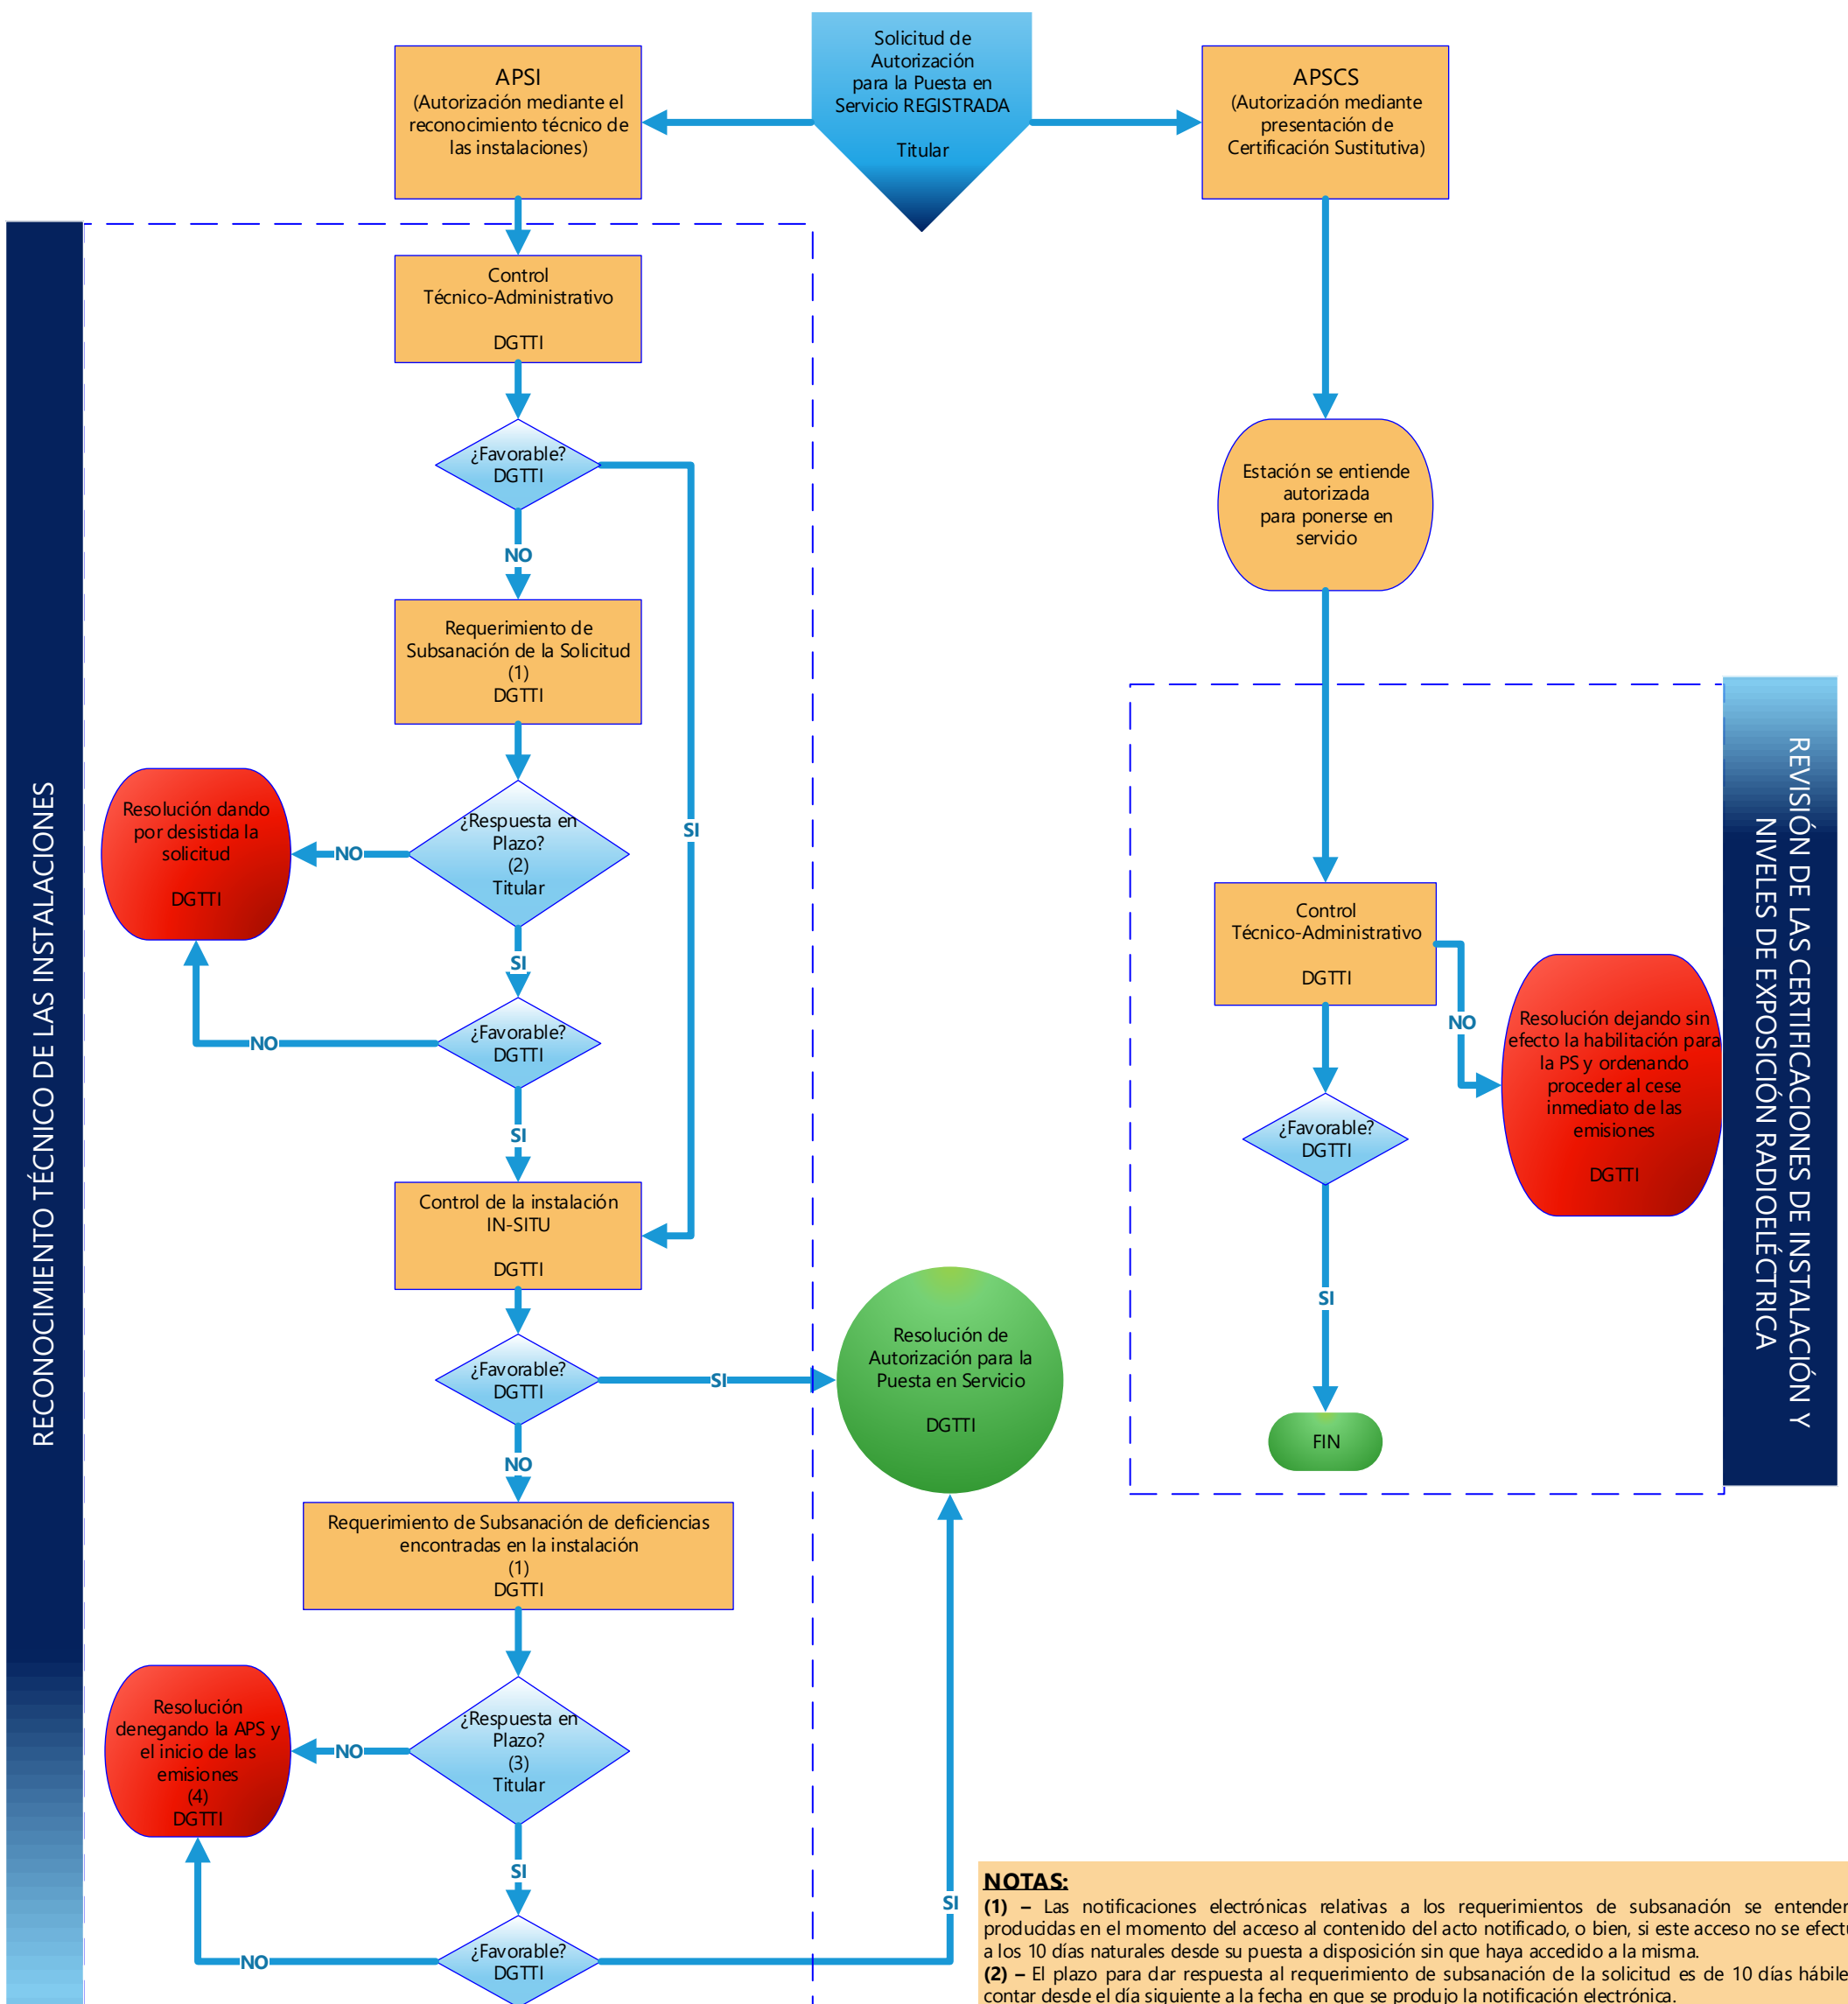 Solicitud de
Autorización
para la Puesta en
Servicio REGISTRADA
Titular
APSI
(Autorización mediante el
reconocimiento técnico de
las instalaciones)
APSCS
(Autorización mediante
presentación de
Certificación Sustitutiva)
RECONOCIMIENTO TÉCNICO DE LAS INSTALACIONES
Control
Técnico-Administrativo
DGTTI
¿Favorable?
DGTTI
NO
SI
Requerimiento de
Subsanación de la Solicitud
(1)
DGTTI
¿Respuesta en
Plazo?
(2)
Titular
NO
Resolución dando
por desistida la
solicitud
DGTTI
SI
¿Favorable?
DGTTI
NO
SI
Control de la instalación
IN-SITU
DGTTI
¿Favorable?
DGTTI
SI
Resolución de
Autorización para la
Puesta en Servicio
DGTTI
NO
Requerimiento de Subsanación de deficiencias
encontradas en la instalación
(1)
DGTTI
¿Respuesta en
Plazo?
(3)
Titular
NO
Resolución
denegando la APS y
el inicio de las
emisiones
(4)
DGTTI
SI
¿Favorable?
DGTTI
NO
SI
Estación se entiende
autorizada
para ponerse en
servicio
REVISIÓN DE LAS CERTIFICACIONES DE INSTALACIÓN Y
NIVELES DE EXPOSICIÓN RADIOELÉCTRICA
Control
Técnico-Administrativo
DGTTI
NO
Resolución dejando sin
efecto la habilitación para
la PS y ordenando
proceder al cese
inmediato de las
emisiones
DGTTI
¿Favorable?
DGTTI
SI
FIN
NOTAS:
(1) – Las notificaciones electrónicas relativas a los requerimientos de subsanación se
producidas en el momento del acceso al contenido del acto notificado, o bien, si este acceso no se
a los 10 días naturales desde su puesta a disposición sin que haya accedido a la misma.
(2) – El plazo para dar respuesta al requerimiento de subsanación de la solicitud es de 10 días
contar desde el día siguiente a la fecha en que se produjo la notificación electrónica.